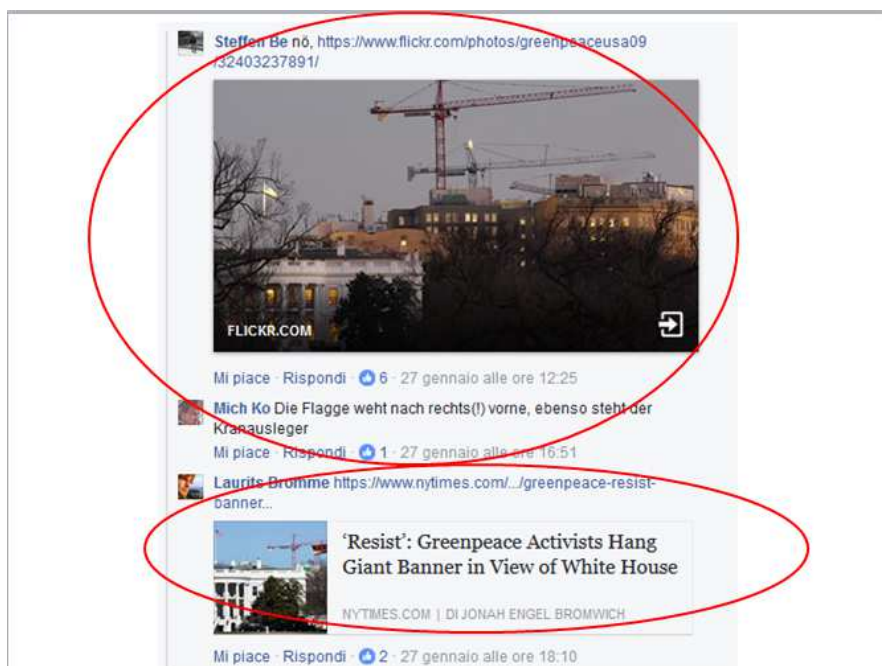 Steffen Be nö, https://www.flickr.com/photos/greenpeaceusa09
/32403237891/
FLICKR.COM
Mi piace · Rispondi · 6 · 27 gennaio alle ore 12:25
Mich Ko Die Flagge weht nach rechts(!) vorne, ebenso steht der
Kranausleger
Mi piace · Rispondi · 1 · 27 gennaio alle ore 16:51
Laurits Bromme https://www.nytimes.com/.../greenpeace-resist-
banner...
‘Resist’: Greenpeace Activists Hang
Giant Banner in View of White House
NYTIMES.COM | DI JONAH ENGEL BROMWICH
Mi piace · Rispondi · 2 · 27 gennaio alle ore 18:10